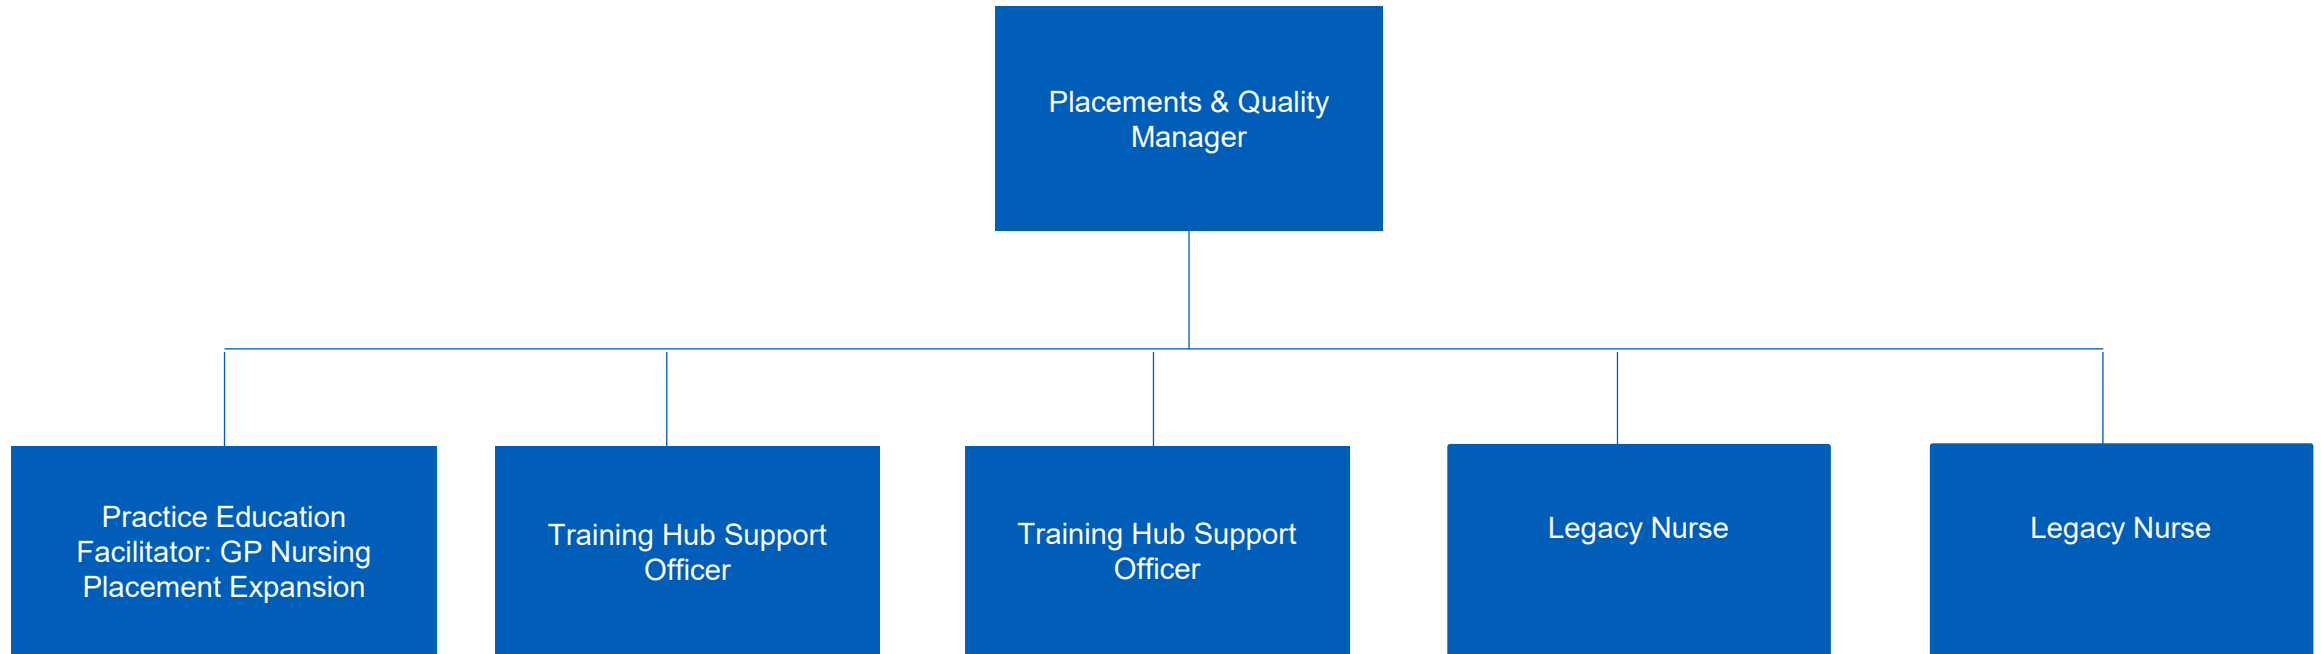 Placements & Quality
Manager
Practice Education
Facilitator: GP Nursing
Placement Expansion
Training Hub Support
Officer
Training Hub Support
Officer
Legacy Nurse
Legacy Nurse